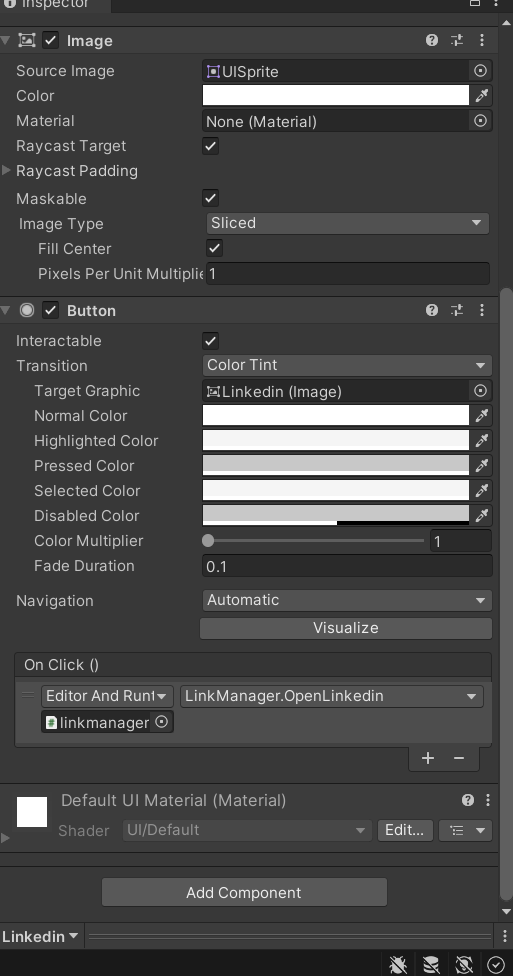 Inspector
Image
Source Image UISprite
Color
Material None (Material)
Raycast Target
Raycast Padding
Maskable
Image Type Sliced
Fill Center
Pixels Per Unit Multiplie 1
Button
Interactable
Transition Color Tint
Target Graphic Linkedin (Image)
Normal Color
Highlighted Color
Pressed Color
Selected Color
Disabled Color
Color Multiplier 1
Fade Duration 0.1
Navigation Automatic
Visualize
On Click ()
Editor And Runt LinkManager.OpenLinkedin
linkmanager
Default UI Material (Material)
Shader UI/Default Edit...
Add Component
Linkedin